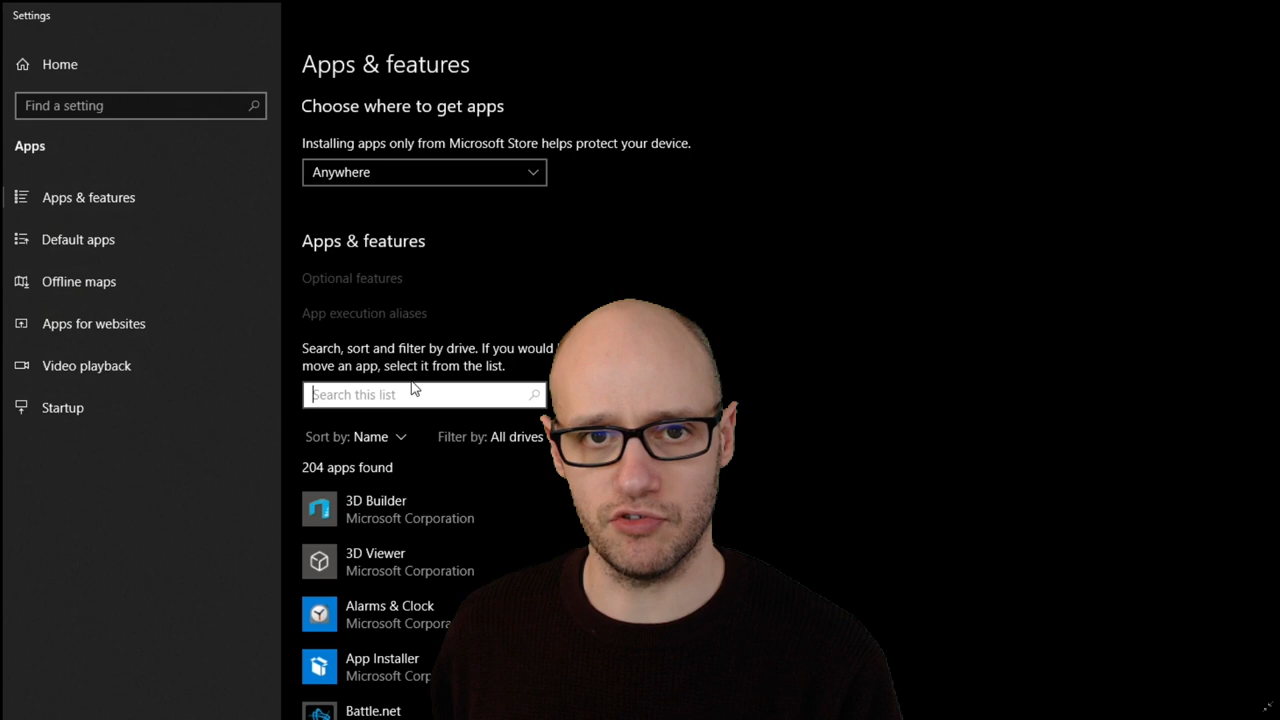 Settings
Home
Find a setting
Apps
Apps & features
Default apps
Offline maps
Apps for websites
Video playback
Startup
Apps & features
Choose where to get apps
Installing apps only from Microsoft Store helps protect your device.
Anywhere
Apps & features
Optional features
App execution aliases
Search, sort and filter by drive. If you would
move an app, select it from the list.
Search this list
Sort by: Name
Filter by: All drives
204 apps found
3D Builder
Microsoft Corporation
3D Viewer
Microsoft Corporation
Alarms & Clock
Microsoft Corpora
App Installer
Microsoft Corp
Battle.net